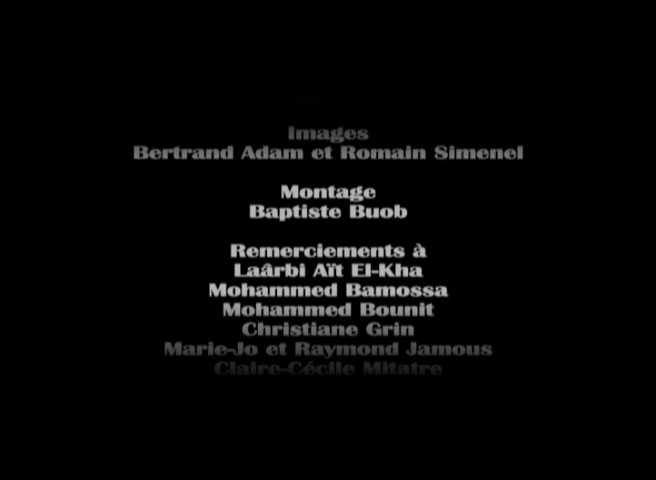 Images
Bertrand Adam et Romain Simenel
Montage
Baptiste Buob
Remerciements à
Laârbi Aït El-Kha
Mohammed Bamossa
Mohammed Bounit
Christiane Grin
Marie-Jo et Raymond Jamous
Claire-Cécile Mitatre